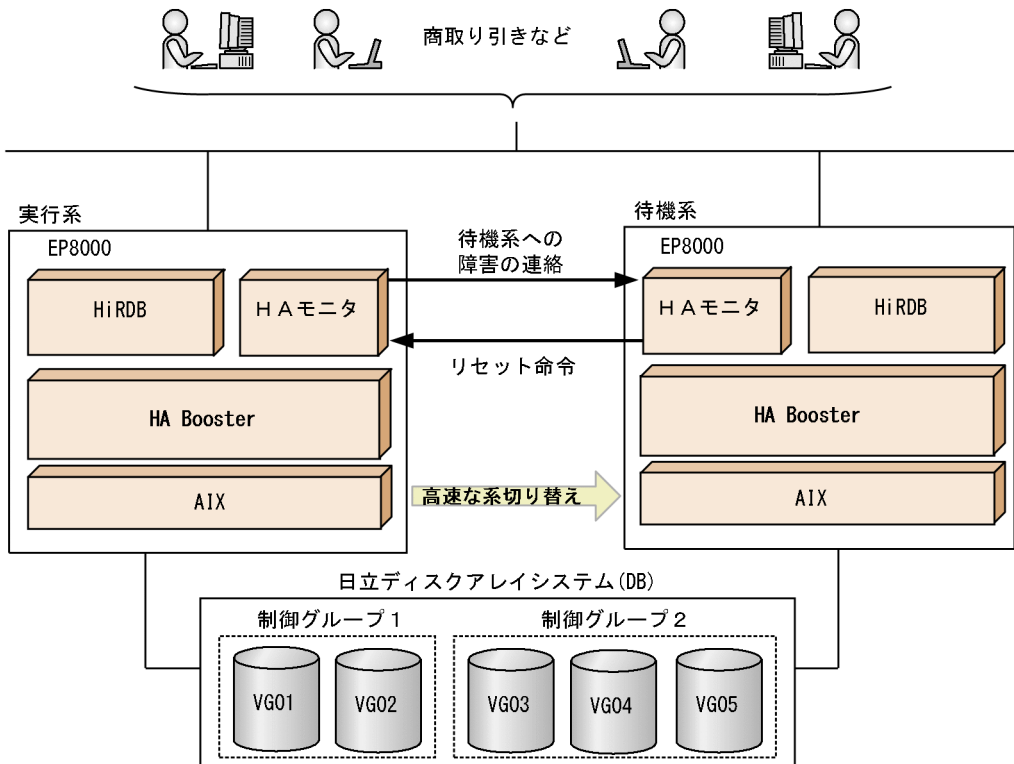 商取り引きなど
実行系
待機系
EP8000
待機系への
障害の連絡
EP8000
HiRDB
ＨＡモニタ
ＨＡモニタ
HiRDB
リセット命令
HA Booster
HA Booster
AIX
高速な系切り替え
AIX
日立ディスクアレイシステム(DB)
制御グループ１
制御グループ２
VG01
VG02
VG03
VG04
VG05